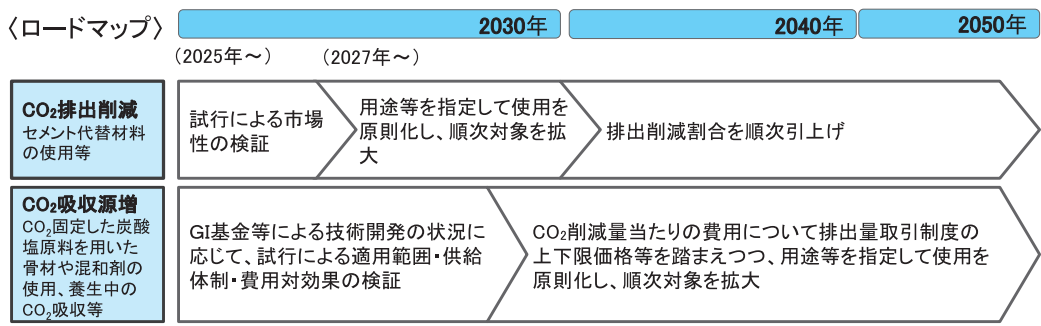 〈ロードマップ〉
2030年
2040年
2050年
(2025年～)
(2027年～)
CO₂排出削減
セメント代替材料
の使用等
試行による市場
性の検証
用途等を指定して使用を
原則化し、順次対象を拡
大
排出削減割合を順次引上げ
CO₂吸収源増
CO₂固定した炭酸
塩原料を用いた
骨材や混和剤の
使用、養生中の
CO₂吸収等
GI基金等による技術開発の状況に
応じて、試行による適用範囲・供給
体制・費用対効果の検証
CO₂削減量当たりの費用について排出量取引制度の
上下限価格等を踏まえつつ、用途等を指定して使用を
原則化し、順次対象を拡大